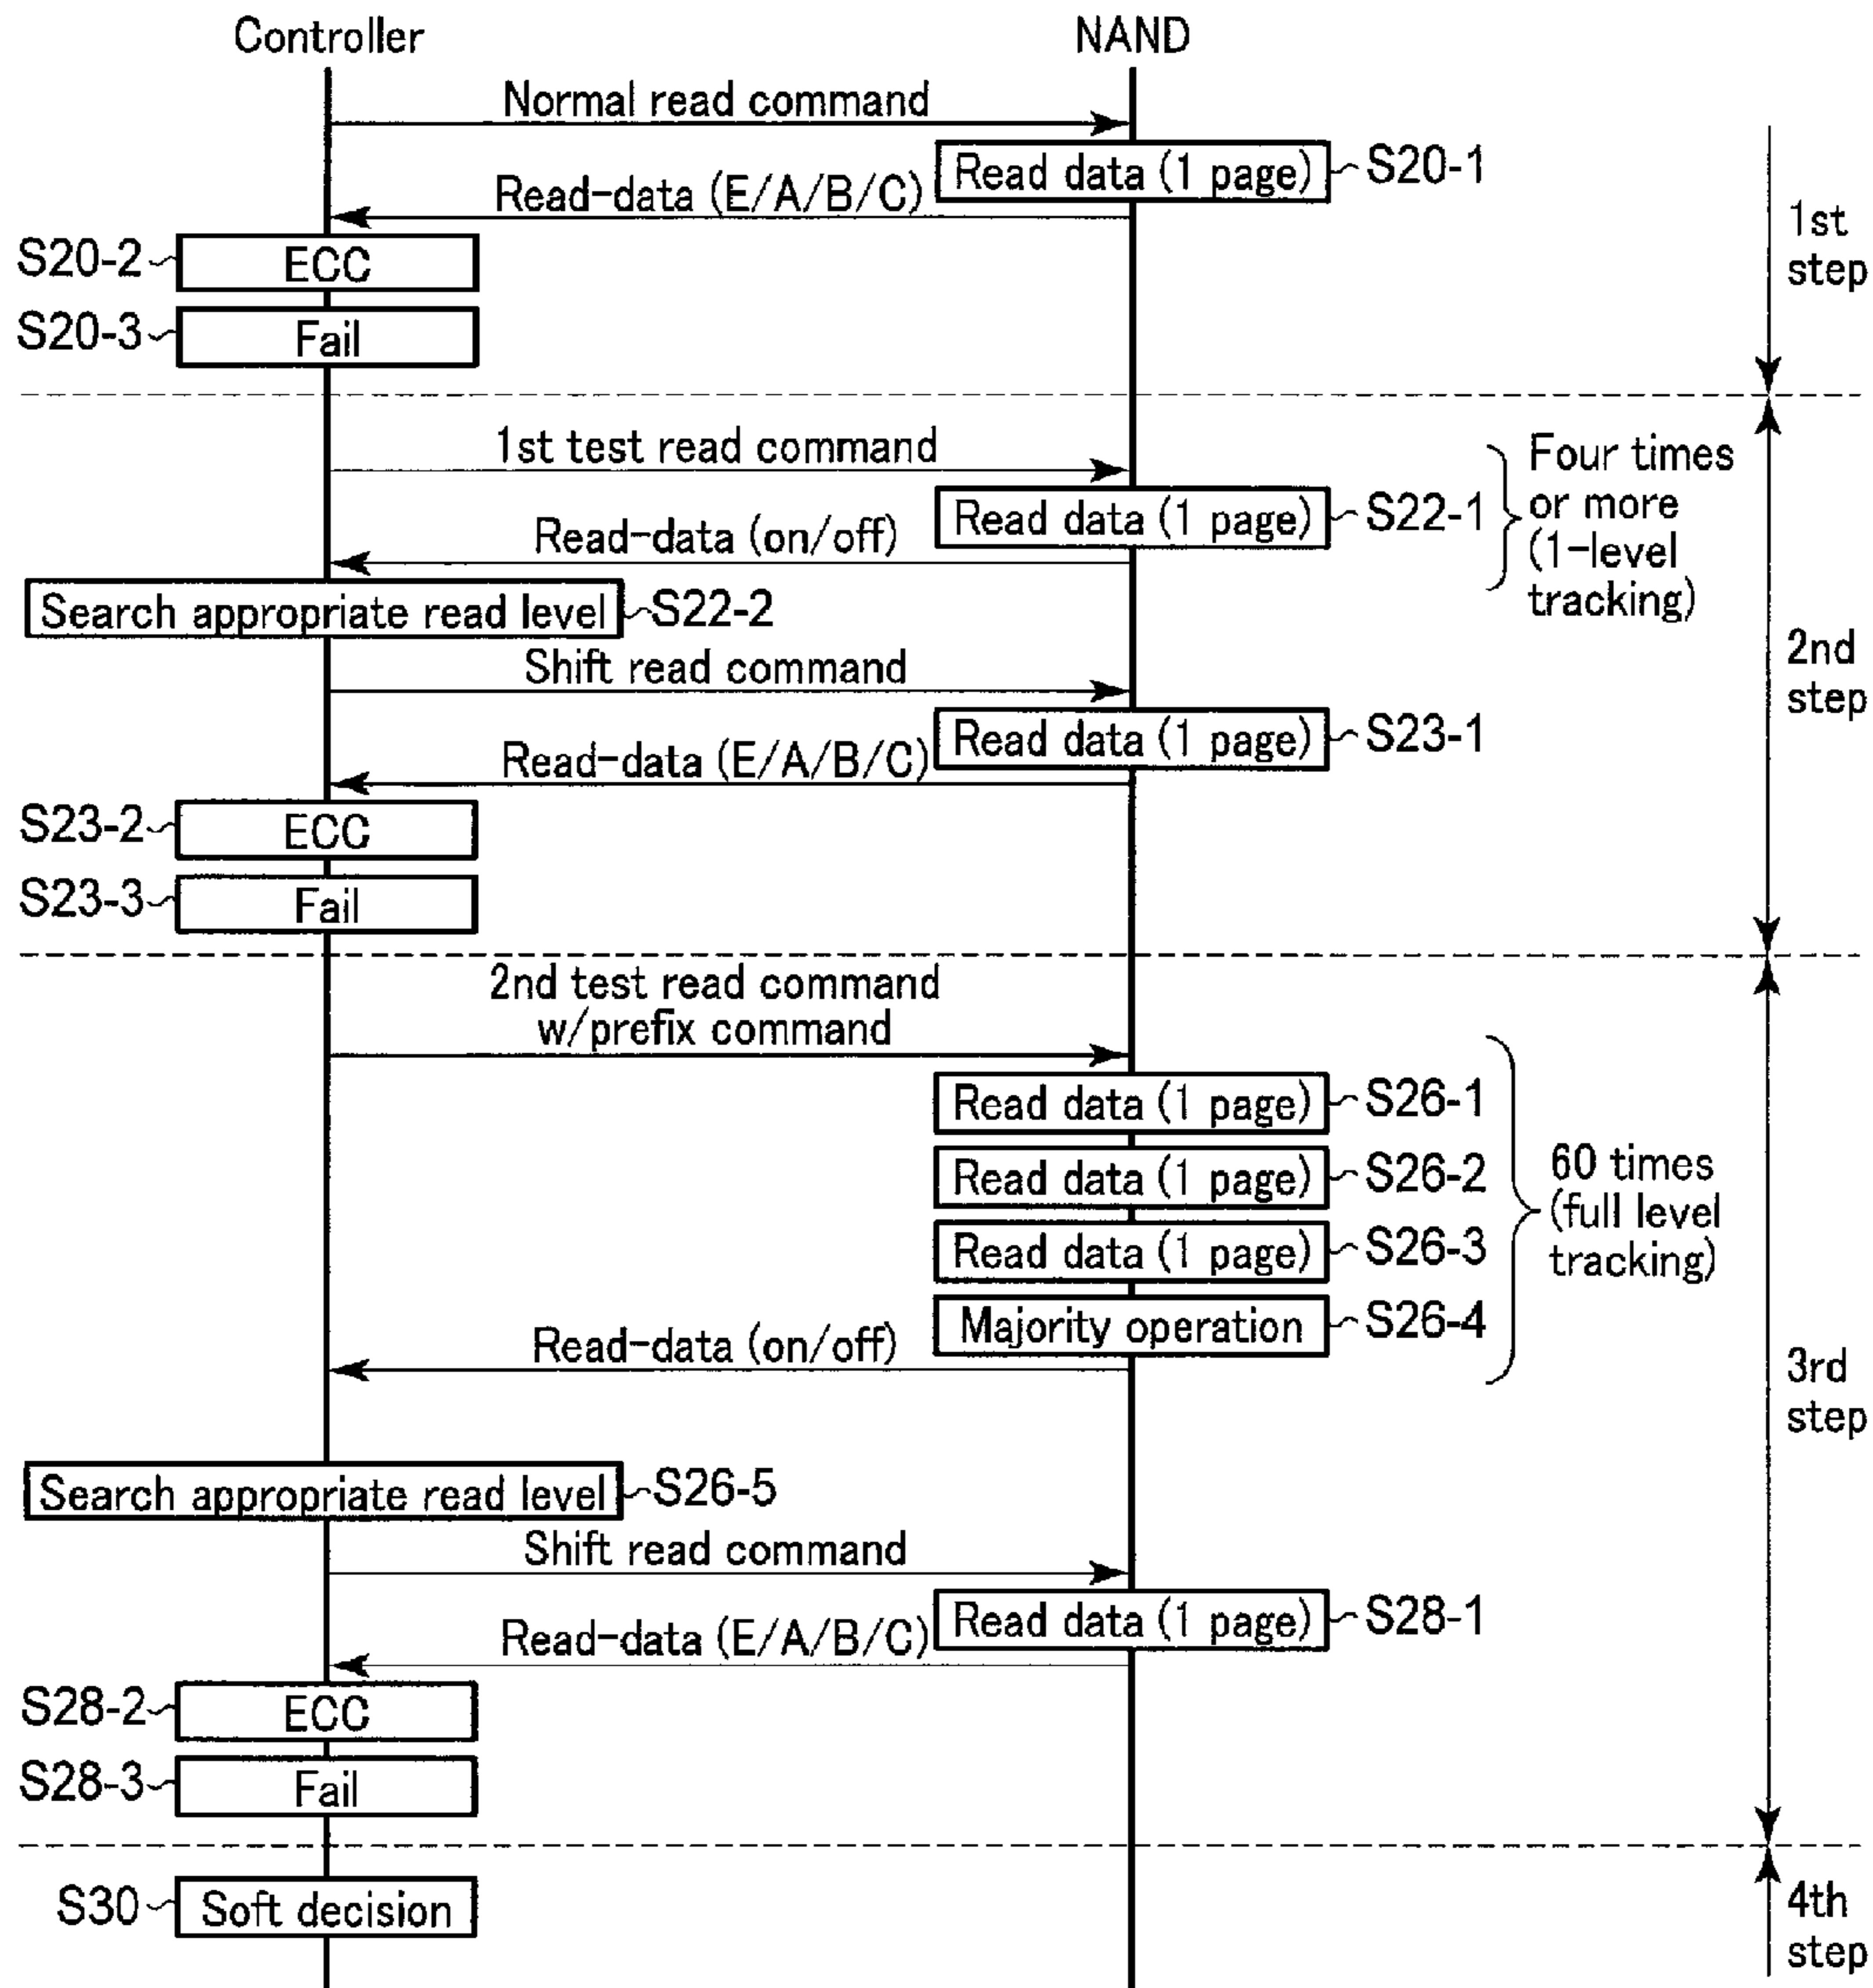 Controller
NAND
Normal read command
Read data (1 page)
S20-1
Read-data (E/A/B/C)
S20-2
ECC
S20-3
Fail
1st
step
1st test read command
Read data (1 page)
S22-1
Four times
or more
(1-level
tracking)
Read-data (on/off)
Search appropriate read level
S22-2
Shift read command
Read data (1 page)
S23-1
Read-data (E/A/B/C)
S23-2
ECC
S23-3
Fail
2nd
step
2nd test read command
w/prefix command
Read data (1 page)
S26-1
Read data (1 page)
S26-2
Read data (1 page)
S26-3
Majority operation
S26-4
60 times
(full level
tracking)
Read-data (on/off)
Search appropriate read level
S26-5
Shift read command
Read data (1 page)
S28-1
Read-data (E/A/B/C)
S28-2
ECC
S28-3
Fail
3rd
step
S30
Soft decision
4th
step